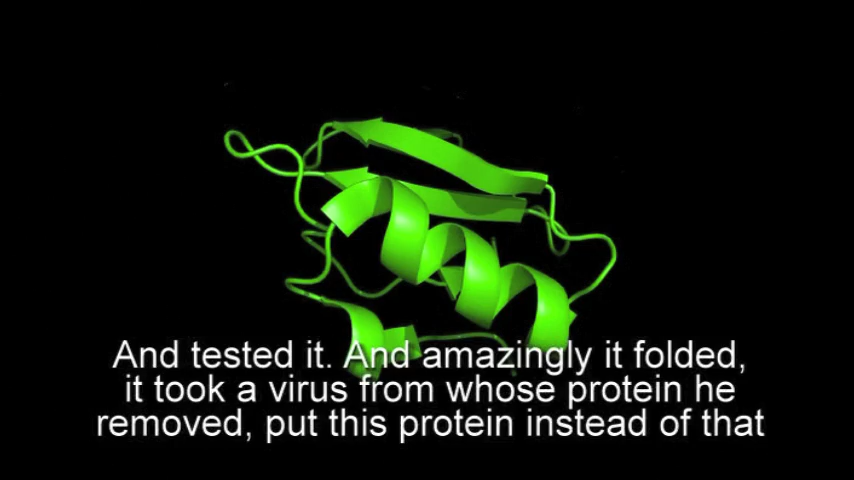 And tested it. And amazingly it folded,
it took a virus from whose protein he
removed, put this protein instead of that